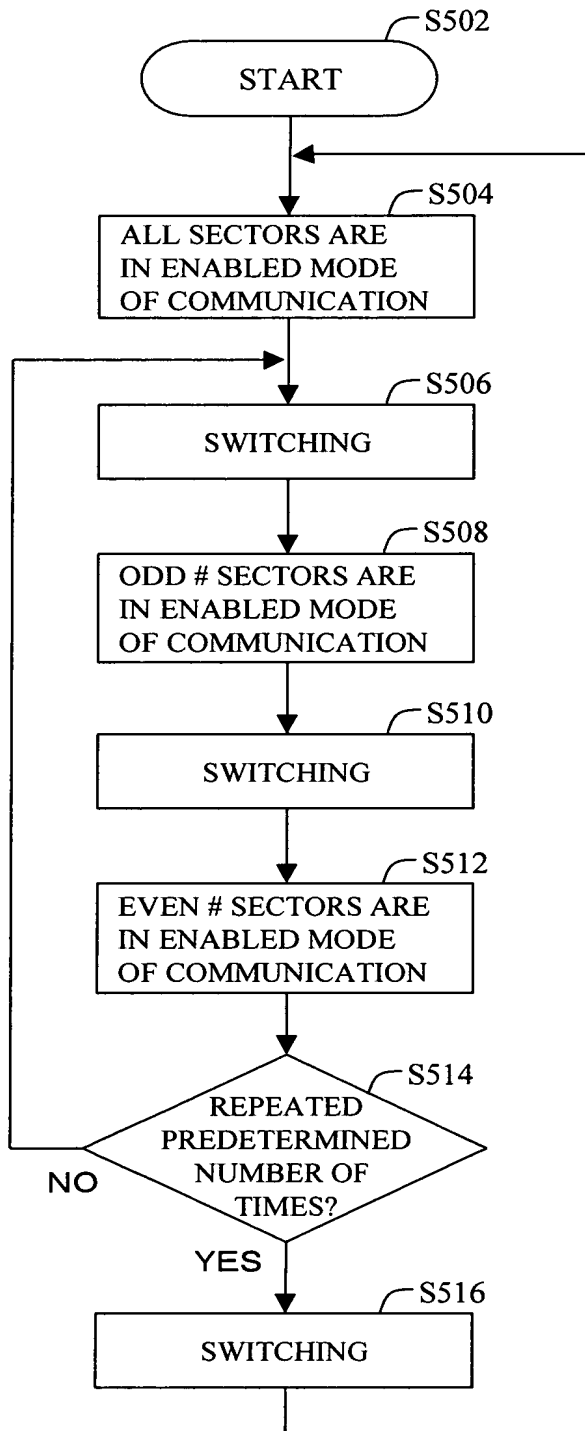 S502
START
S504
ALL SECTORS ARE
IN ENABLED MODE
OF COMMUNICATION
S506
SWITCHING
S508
ODD # SECTORS ARE
IN ENABLED MODE
OF COMMUNICATION
S510
SWITCHING
S512
EVEN # SECTORS ARE
IN ENABLED MODE
OF COMMUNICATION
S514
REPEATED
PREDETERMINED
NUMBER OF
TIMES?
NO
YES
S516
SWITCHING